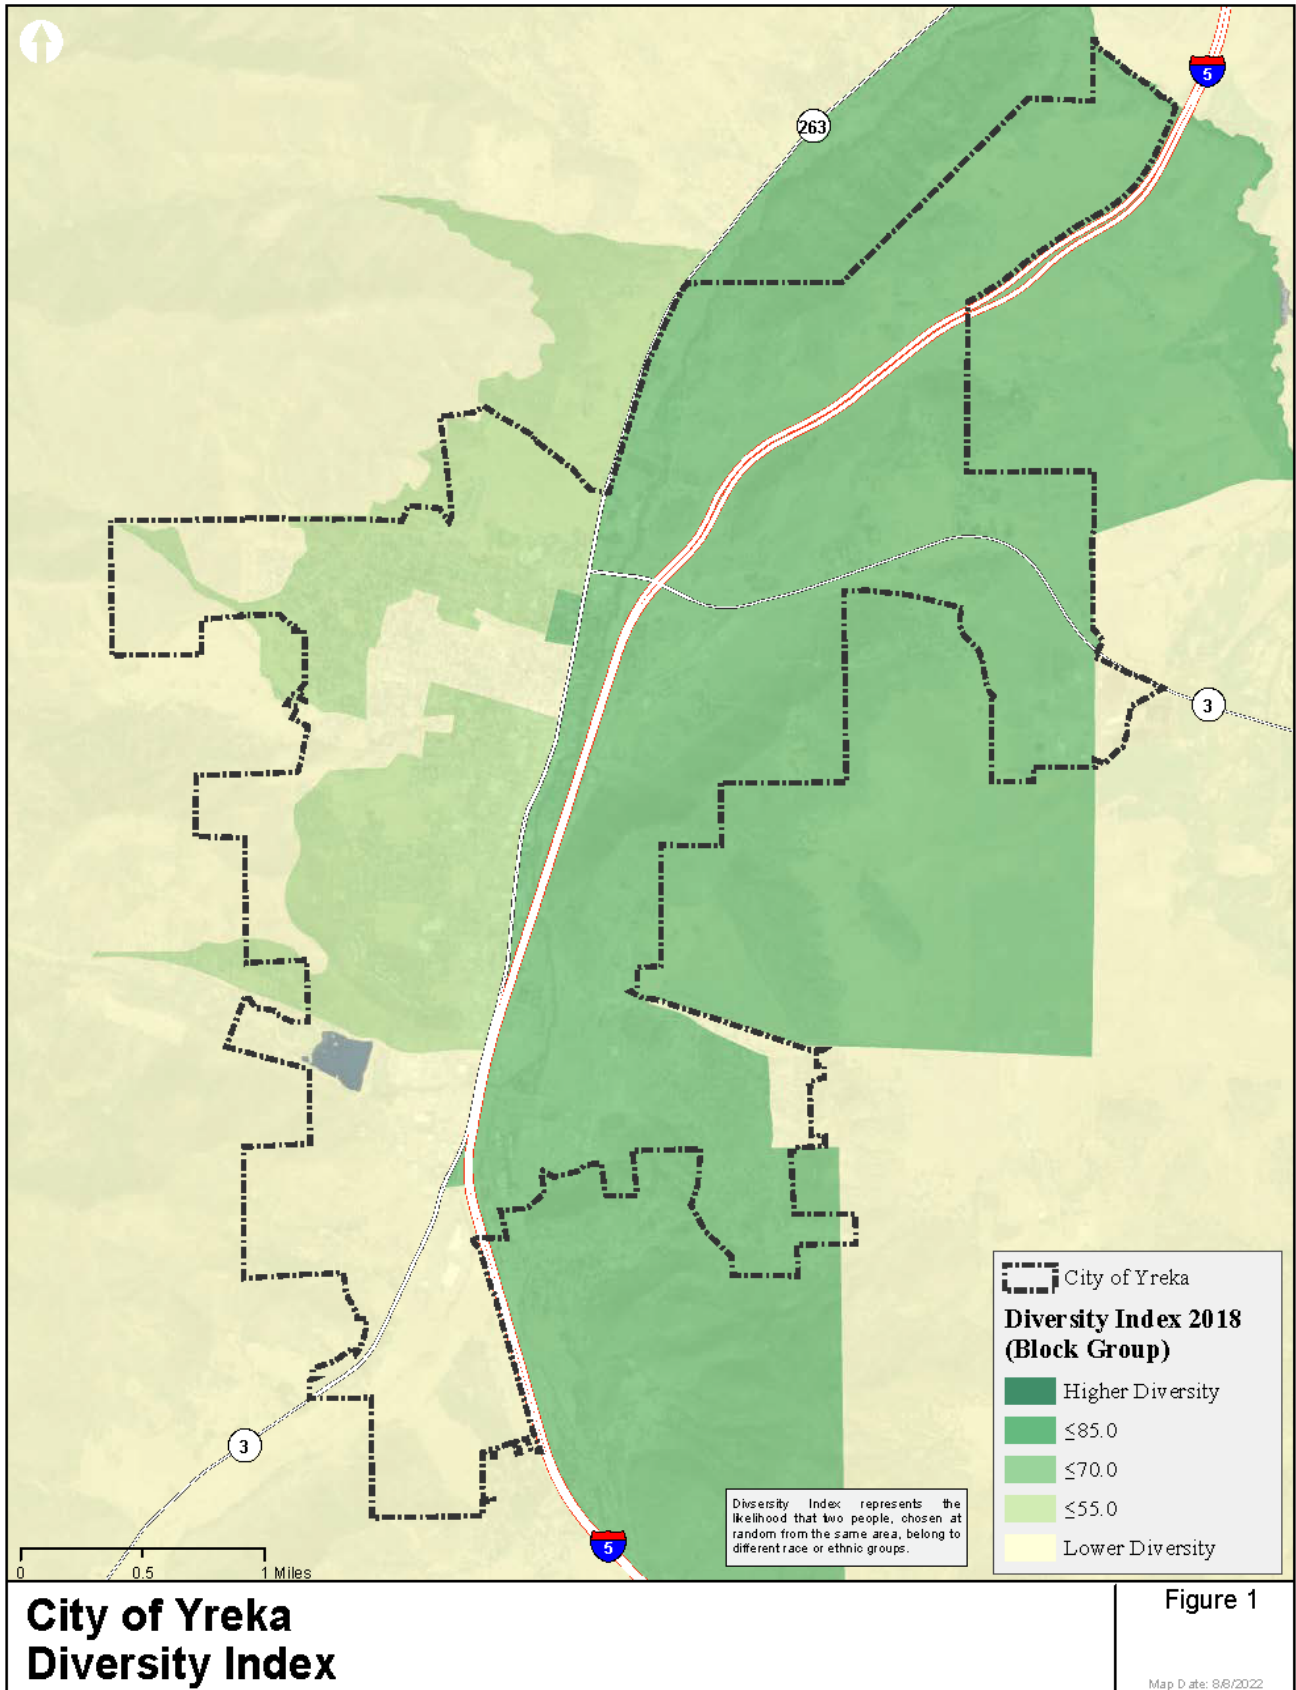 263
5
3
3
5
City of Yreka
Diversity Index 2018
(Block Group)
Higher Diversity
≤85.0
≤70.0
≤55.0
Lower Diversity
Divsersity Index represents the
likelihood that two people, chosen at
random from the same area, belong to
different race or ethnic groups.
0 0.5 1 Miles
City of Yreka
Diversity Index
Figure 1
Map Date: 8/8/2022